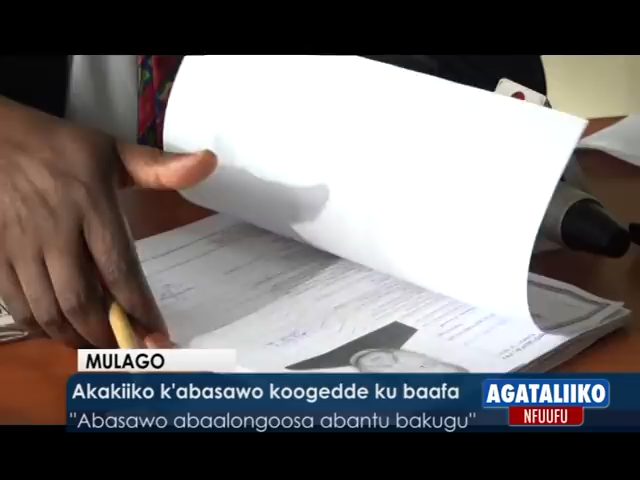 MULAGO
Akakiiko k'abasawo koogedde ku baafa
"Abasawo abaalongoosa abantu bakugu"
AGATALIIKO
NFUUFU